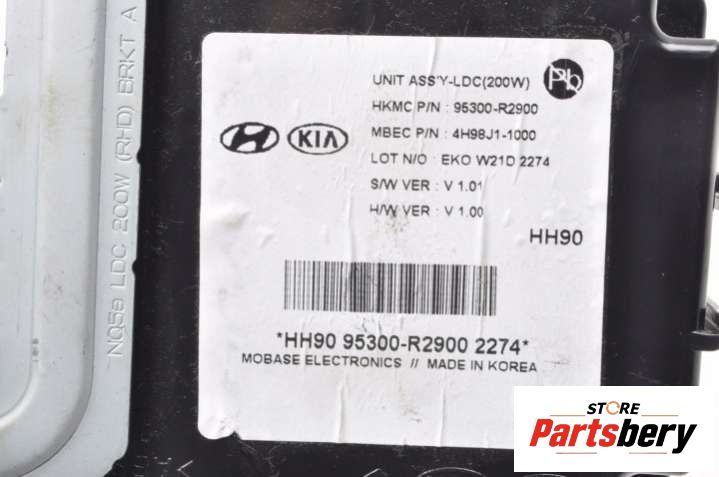 NQ5a LDC 200W (RHD) BRKT A
UNIT ASS'Y-LDC(200W)
Pb
HKMC P/N : 95300-R2900
MBEC P/N : 4H98J1-1000
LOT N/O : EKO W21D 2274
S/W VER : V 1.01
H/W VER : V 1.00
KIA
HH90
*HH90 95300-R2900 2274*
MOBASE ELECTRONICS // MADE IN KOREA
STORE
Partsbery